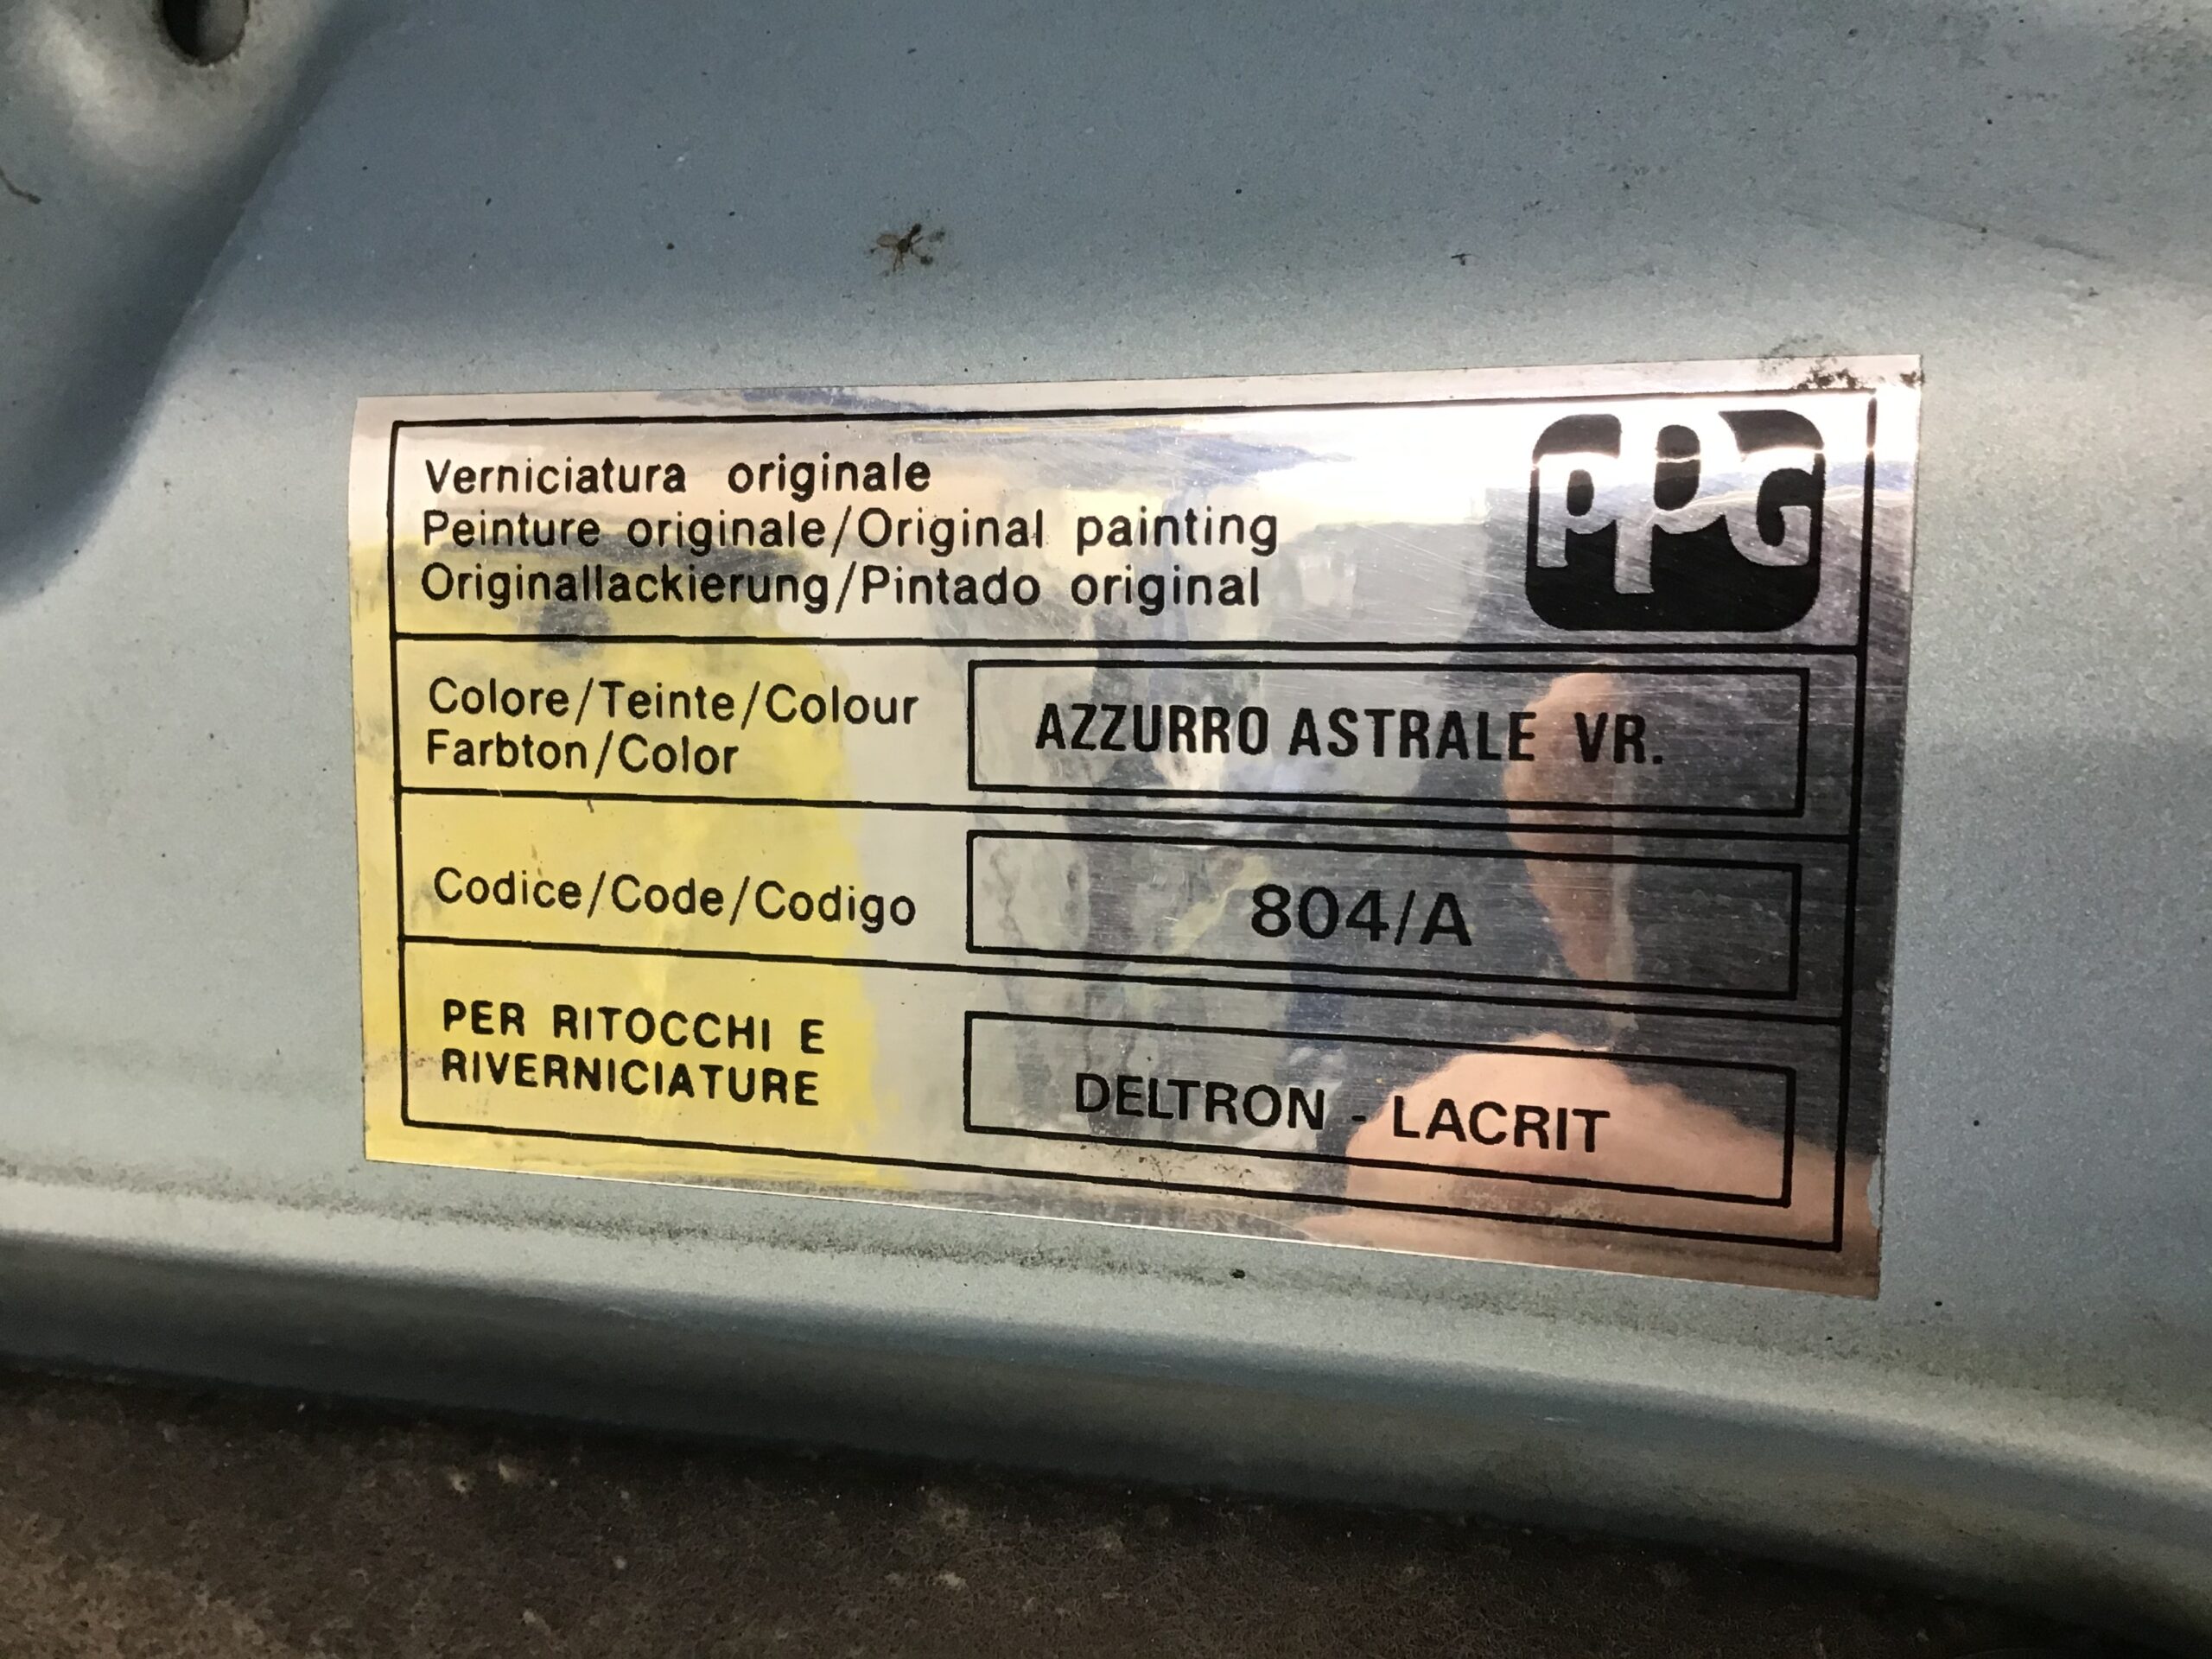 Verniciatura originale
Peinture originale/Original painting
Originallackierung/Pintado original
PPG
Colore/Teinte/Colour
Farbton/Color
AZZURRO ASTRALE VR.
Codice/Code/Codigo
804/A
PER RITOCCHI E
RIVERNICIATURE
DELTRON - LACRIT